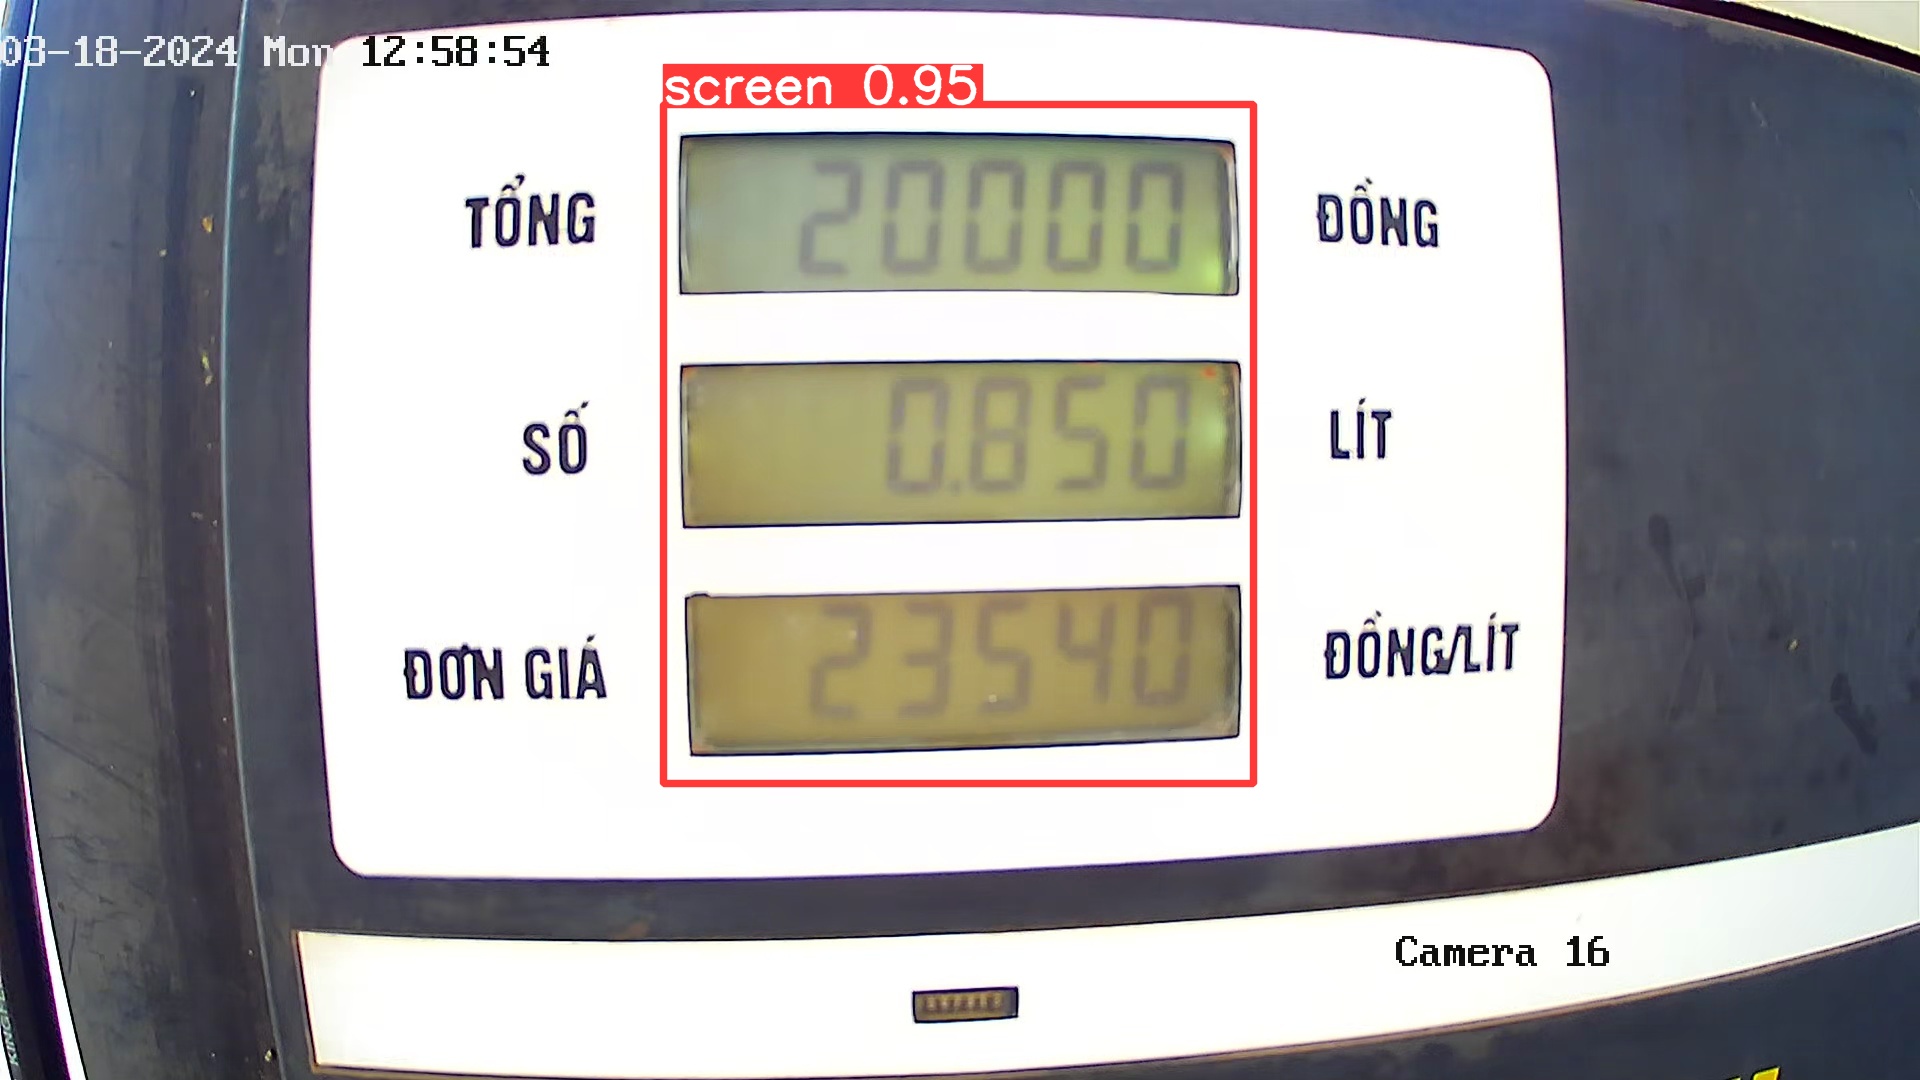 03-18-2024 Mon 12:58:54
screen 0.95
TỔNG 20000 ĐỒNG
SỐ 0.850 LÍT
ĐƠN GIÁ 23540 ĐỒNG/LÍT
Camera 16